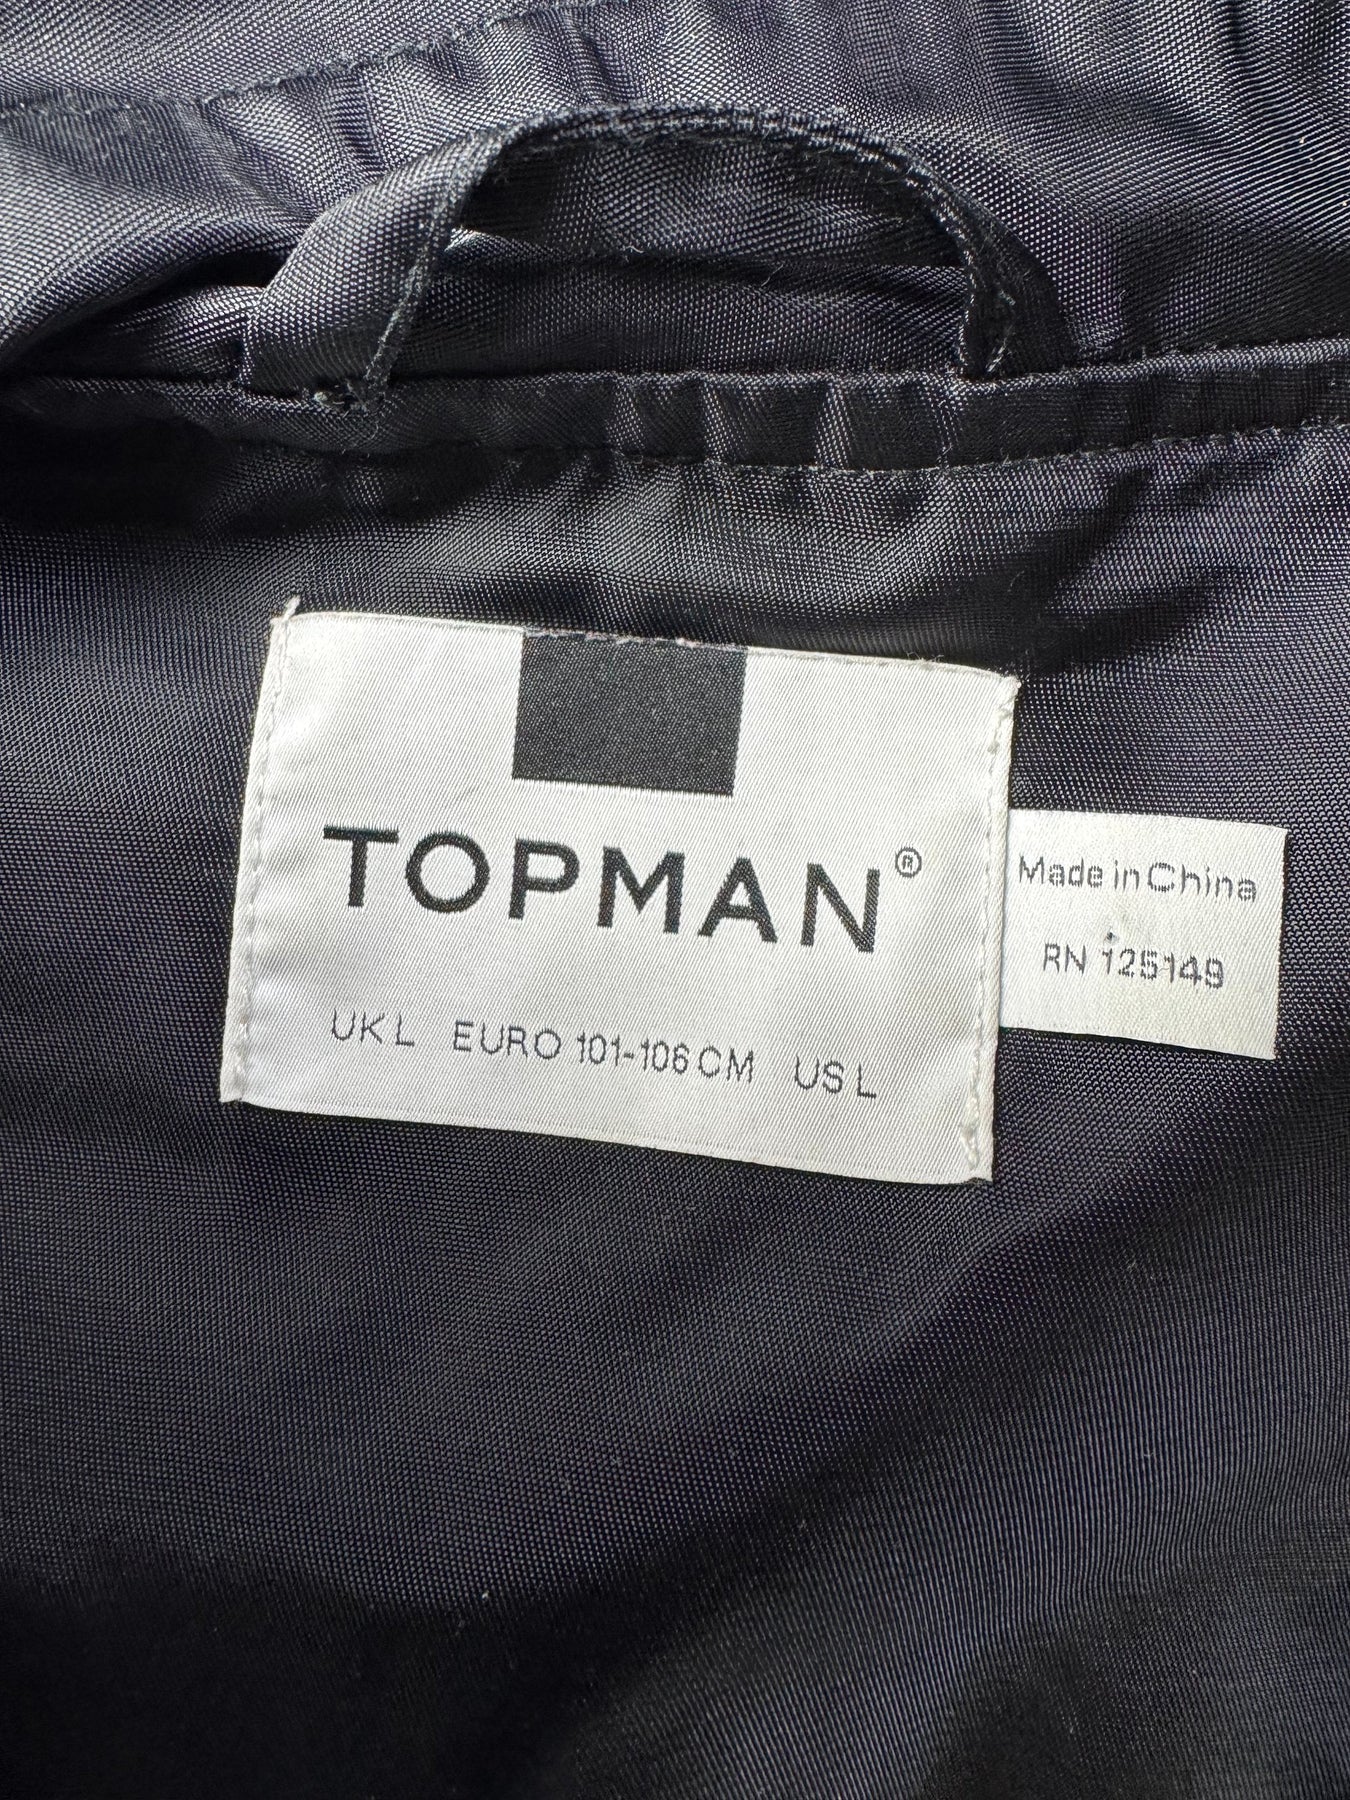 TOPMAN®
UK L EURO 101-106 CM US L
Made in China
RN 125149